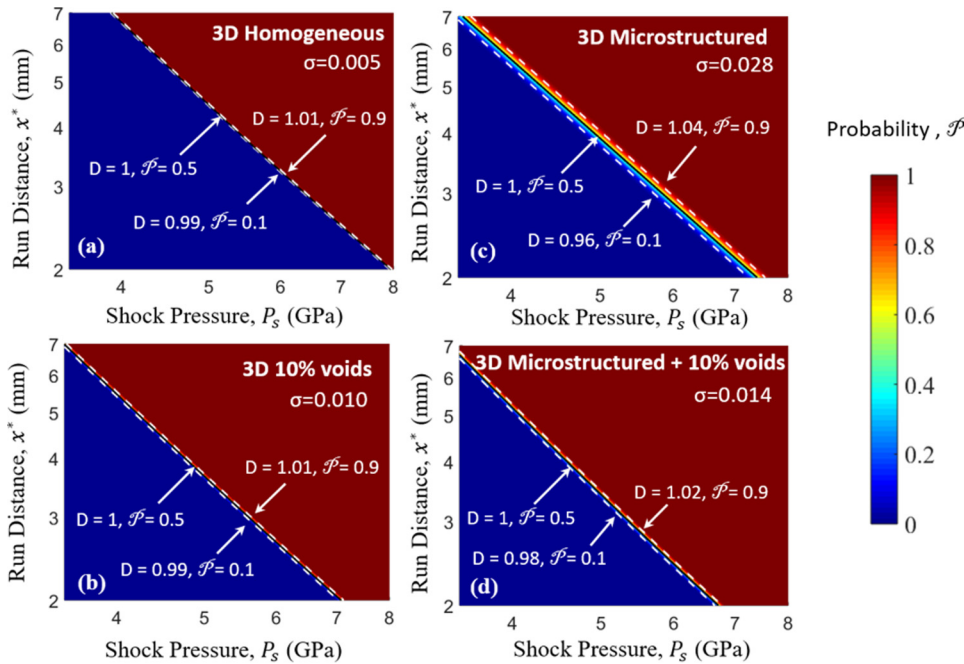 3D Homogeneous
σ=0.005
D = 1.01, 𝒫= 0.9
D = 1, 𝒫= 0.5
D = 0.99, 𝒫= 0.1
(a)
Run Distance, x* (mm)
7
6
5
4
3
2
4
5
6
7
8
Shock Pressure, Pₛ (GPa)
3D Microstructured
σ=0.028
D = 1.04, 𝒫= 0.9
D = 1, 𝒫= 0.5
D = 0.96, 𝒫= 0.1
(c)
Run Distance, x* (mm)
7
6
5
4
3
2
4
5
6
7
8
Shock Pressure, Pₛ (GPa)
3D 10% voids
σ=0.010
D = 1.01, 𝒫= 0.9
D = 1, 𝒫= 0.5
D = 0.99, 𝒫= 0.1
(b)
Run Distance, x* (mm)
7
6
5
4
3
2
4
5
6
7
8
Shock Pressure, Pₛ (GPa)
3D Microstructured + 10% voids
σ=0.014
D = 1.02, 𝒫= 0.9
D = 1, 𝒫= 0.5
D = 0.98, 𝒫= 0.1
(d)
Run Distance, x* (mm)
7
6
5
4
3
2
4
5
6
7
8
Shock Pressure, Pₛ (GPa)
Probability , 𝒫
1
0.8
0.6
0.4
0.2
0